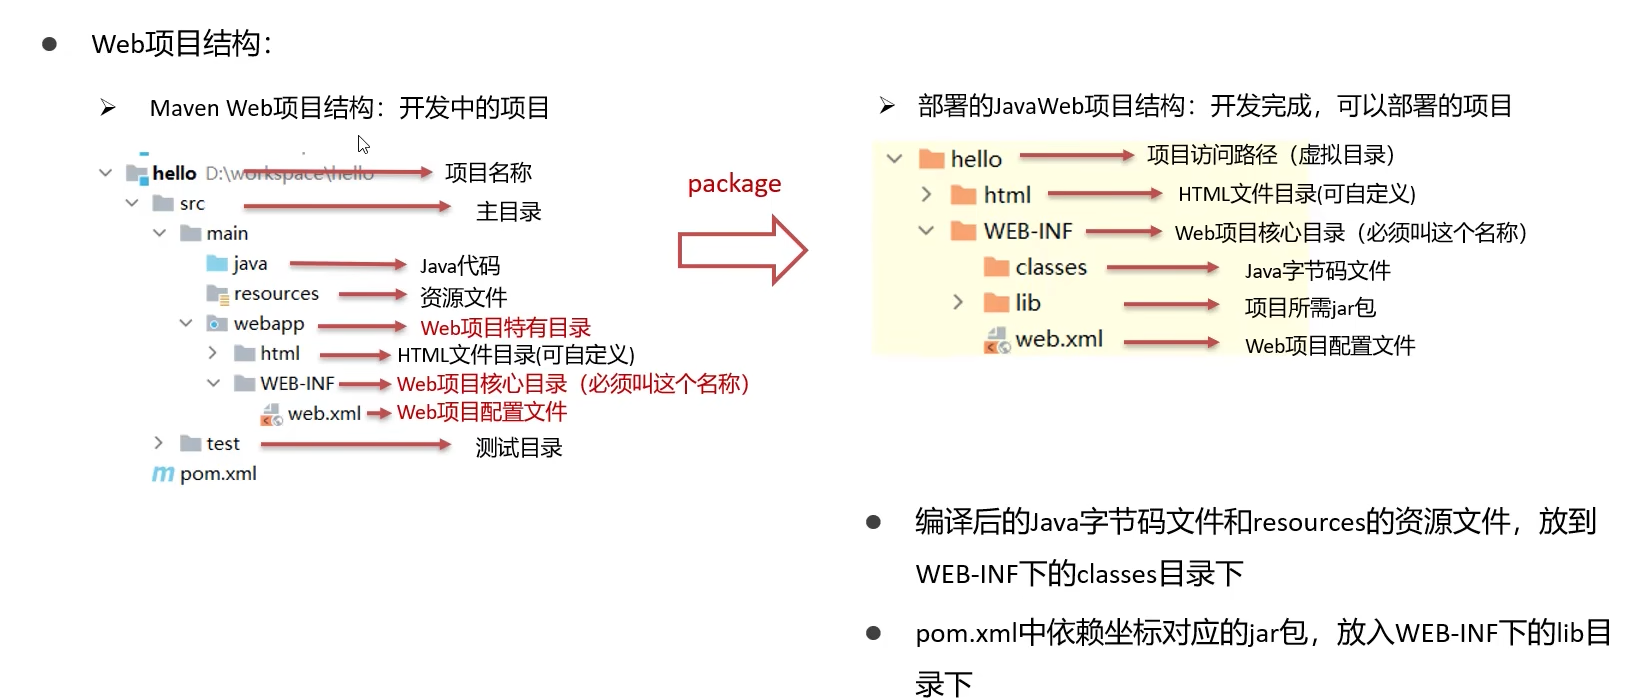 Web项目结构：
Maven Web项目结构：开发中的项目
hello D:\workspace\hello 项目名称
src 主目录
main
java Java代码
resources 资源文件
webapp Web项目特有目录
html HTML文件目录(可自定义)
WEB-INF Web项目核心目录（必须叫这个名称）
web.xml Web项目配置文件
test 测试目录
m pom.xml
package
部署的JavaWeb项目结构：开发完成，可以部署的项目
hello 项目访问路径（虚拟目录）
html HTML文件目录(可自定义)
WEB-INF Web项目核心目录（必须叫这个名称）
classes Java字节码文件
lib 项目所需jar包
web.xml Web项目配置文件
编译后的Java字节码文件和resources的资源文件，放到
WEB-INF下的classes目录下
pom.xml中依赖坐标对应的jar包，放入WEB-INF下的lib目
录下